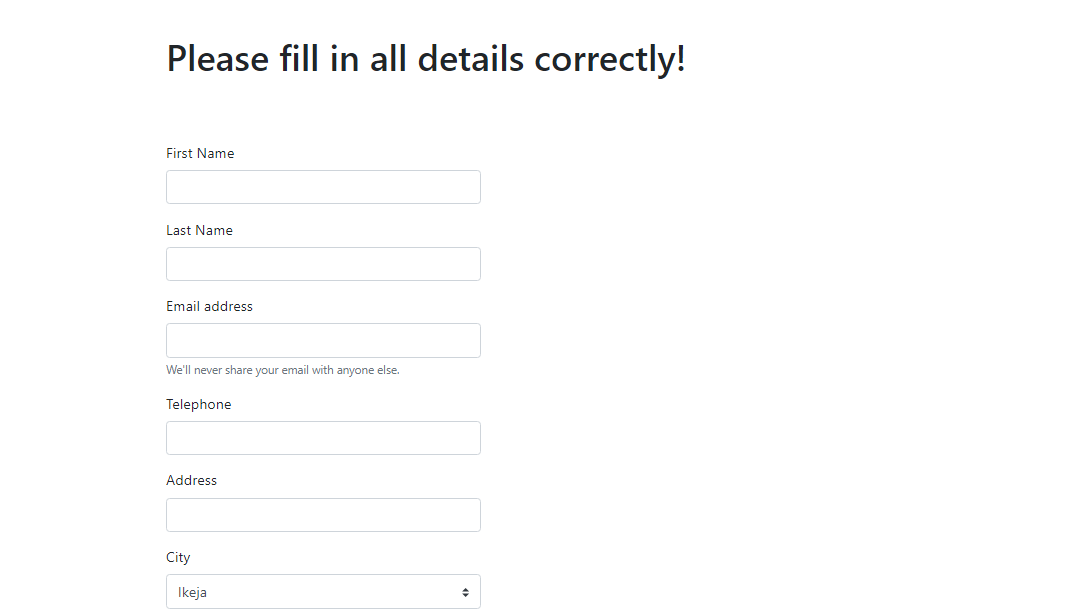 Please fill in all details correctly!
First Name
Last Name
Email address
We'll never share your email with anyone else.
Telephone
Address
City
Ikeja